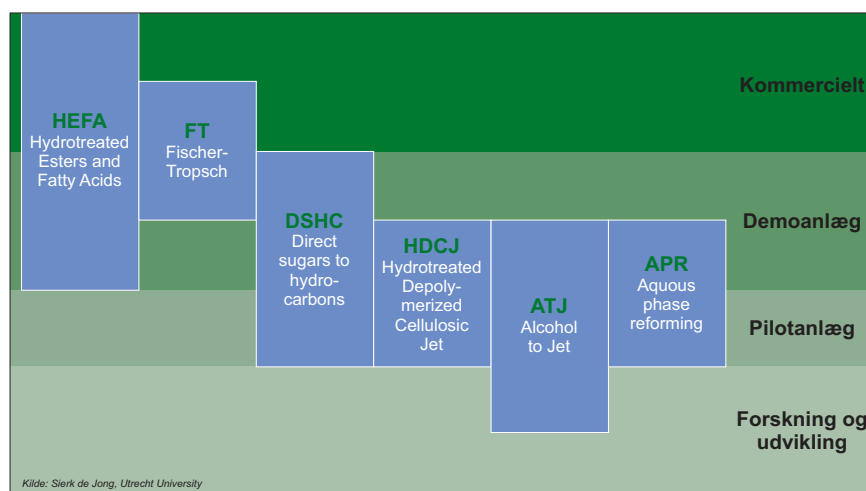 HEFA
Hydrotreated
Esters and
Fatty Acids
FT
Fischer-
Tropsch
DSHC
Direct
sugars to
hydro-
carbons
HDCJ
Hydrotreated
Depoly-
merized
Cellulosic
Jet
ATJ
Alcohol
to Jet
APR
Aquous
phase
reforming
Kommercielt
Demoanlæg
Pilotanlæg
Forskning og
udvikling
Kilde: Sierk de Jong, Utrecht University